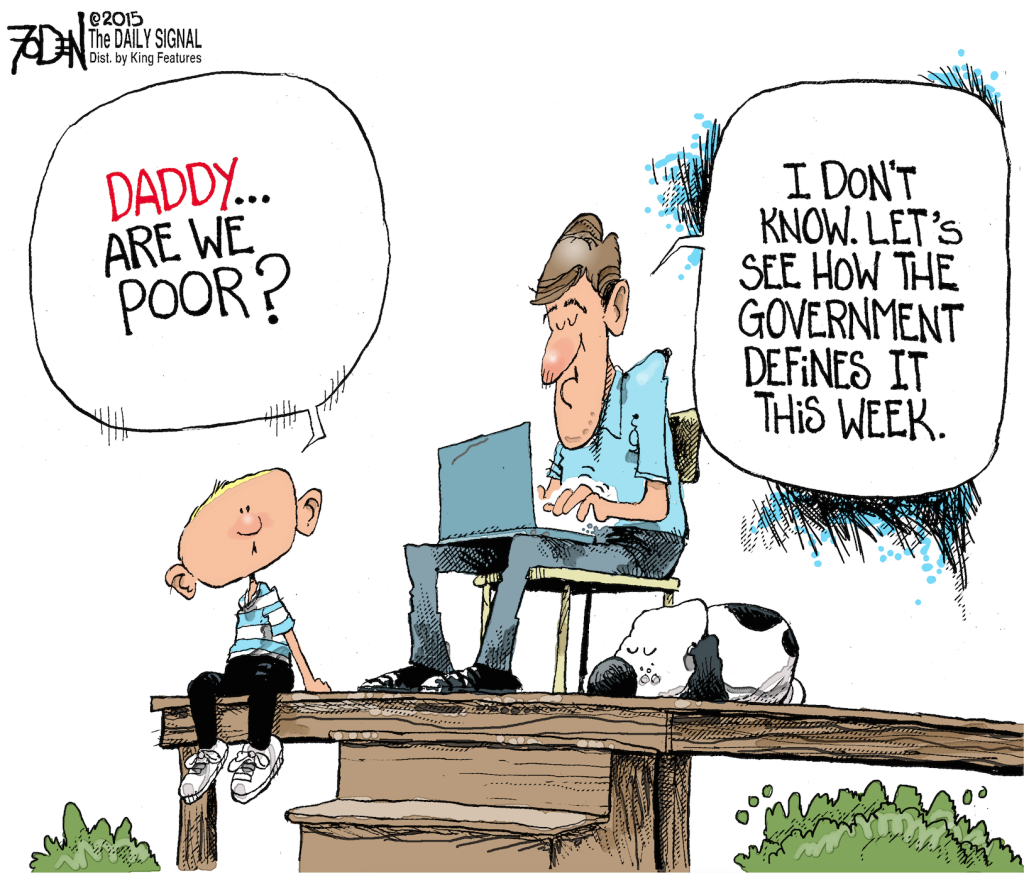 FODEN
©2015
The DAILY SIGNAL
Dist. by King Features
DADDY...
ARE WE
POOR?
I DON'T
KNOW. LET'S
SEE HOW THE
GOVERNMENT
DEFINES IT
THIS WEEK.